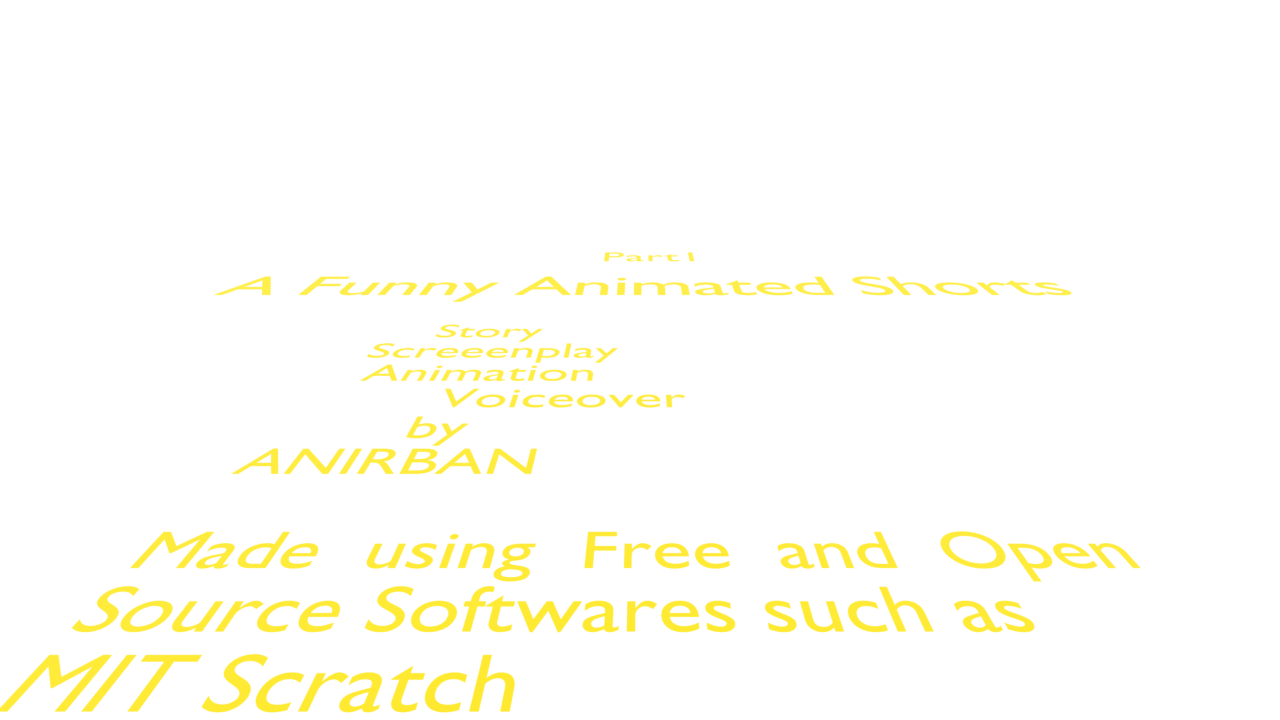 Part I
A Funny Animated Shorts
Story
Screeenplay
Animation
Voiceover
by
ANIRBAN
Made using Free and Open
Source Softwares such as
MIT Scratch